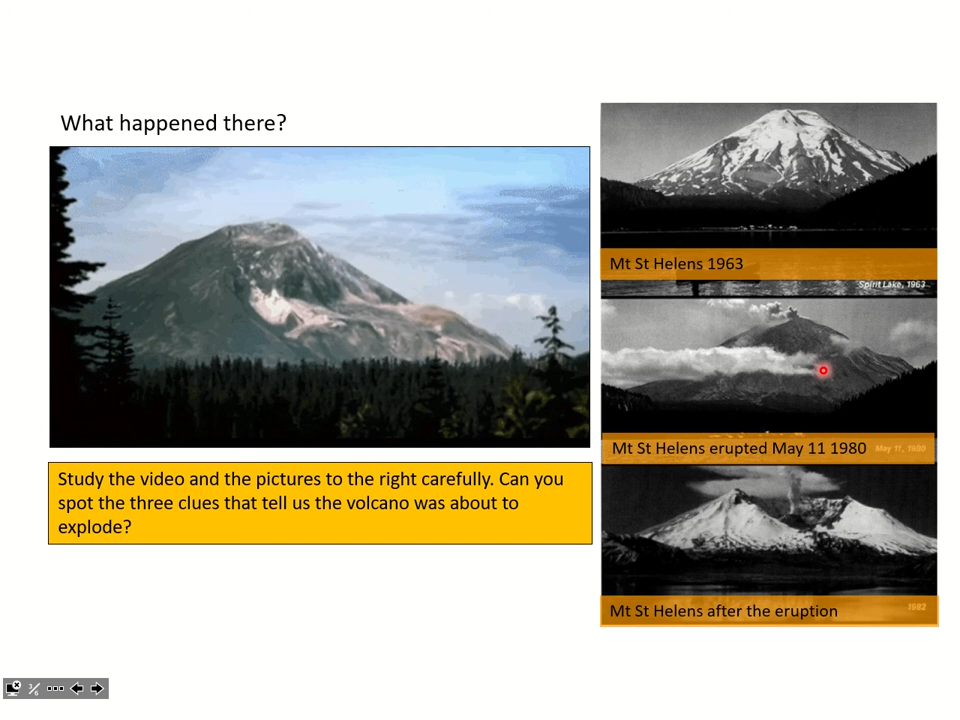 What happened there?
Study the video and the pictures to the right carefully. Can you
spot the three clues that tell us the volcano was about to
explode?
Mt St Helens 1963
Spirit Lake, 1963
Mt St Helens erupted May 11 1980
May 11, 1980
Mt St Helens after the eruption
1982